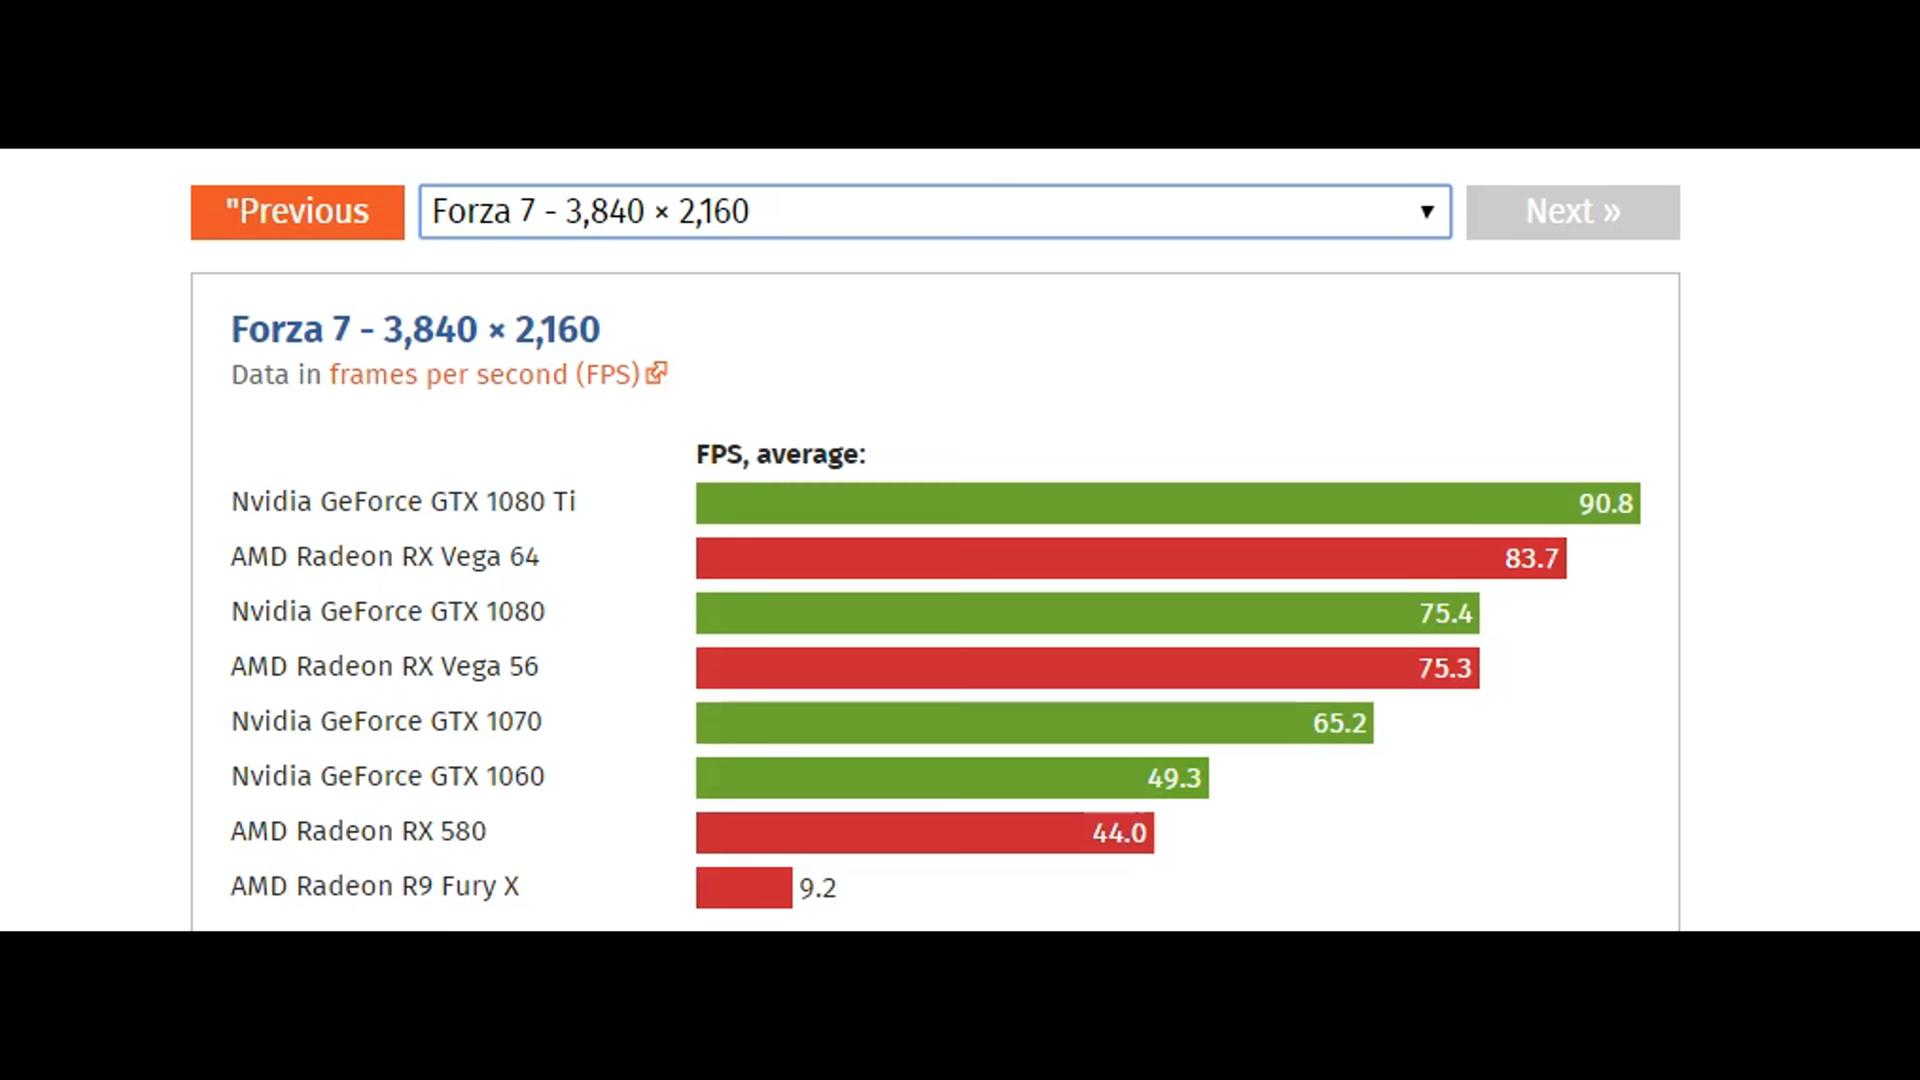 "Previous
Forza 7 - 3,840 × 2,160
Next »
Forza 7 - 3,840 × 2,160
Data in frames per second (FPS)
FPS, average:
Nvidia GeForce GTX 1080 Ti 90.8
AMD Radeon RX Vega 64 83.7
Nvidia GeForce GTX 1080 75.4
AMD Radeon RX Vega 56 75.3
Nvidia GeForce GTX 1070 65.2
Nvidia GeForce GTX 1060 49.3
AMD Radeon RX 580 44.0
AMD Radeon R9 Fury X 9.2